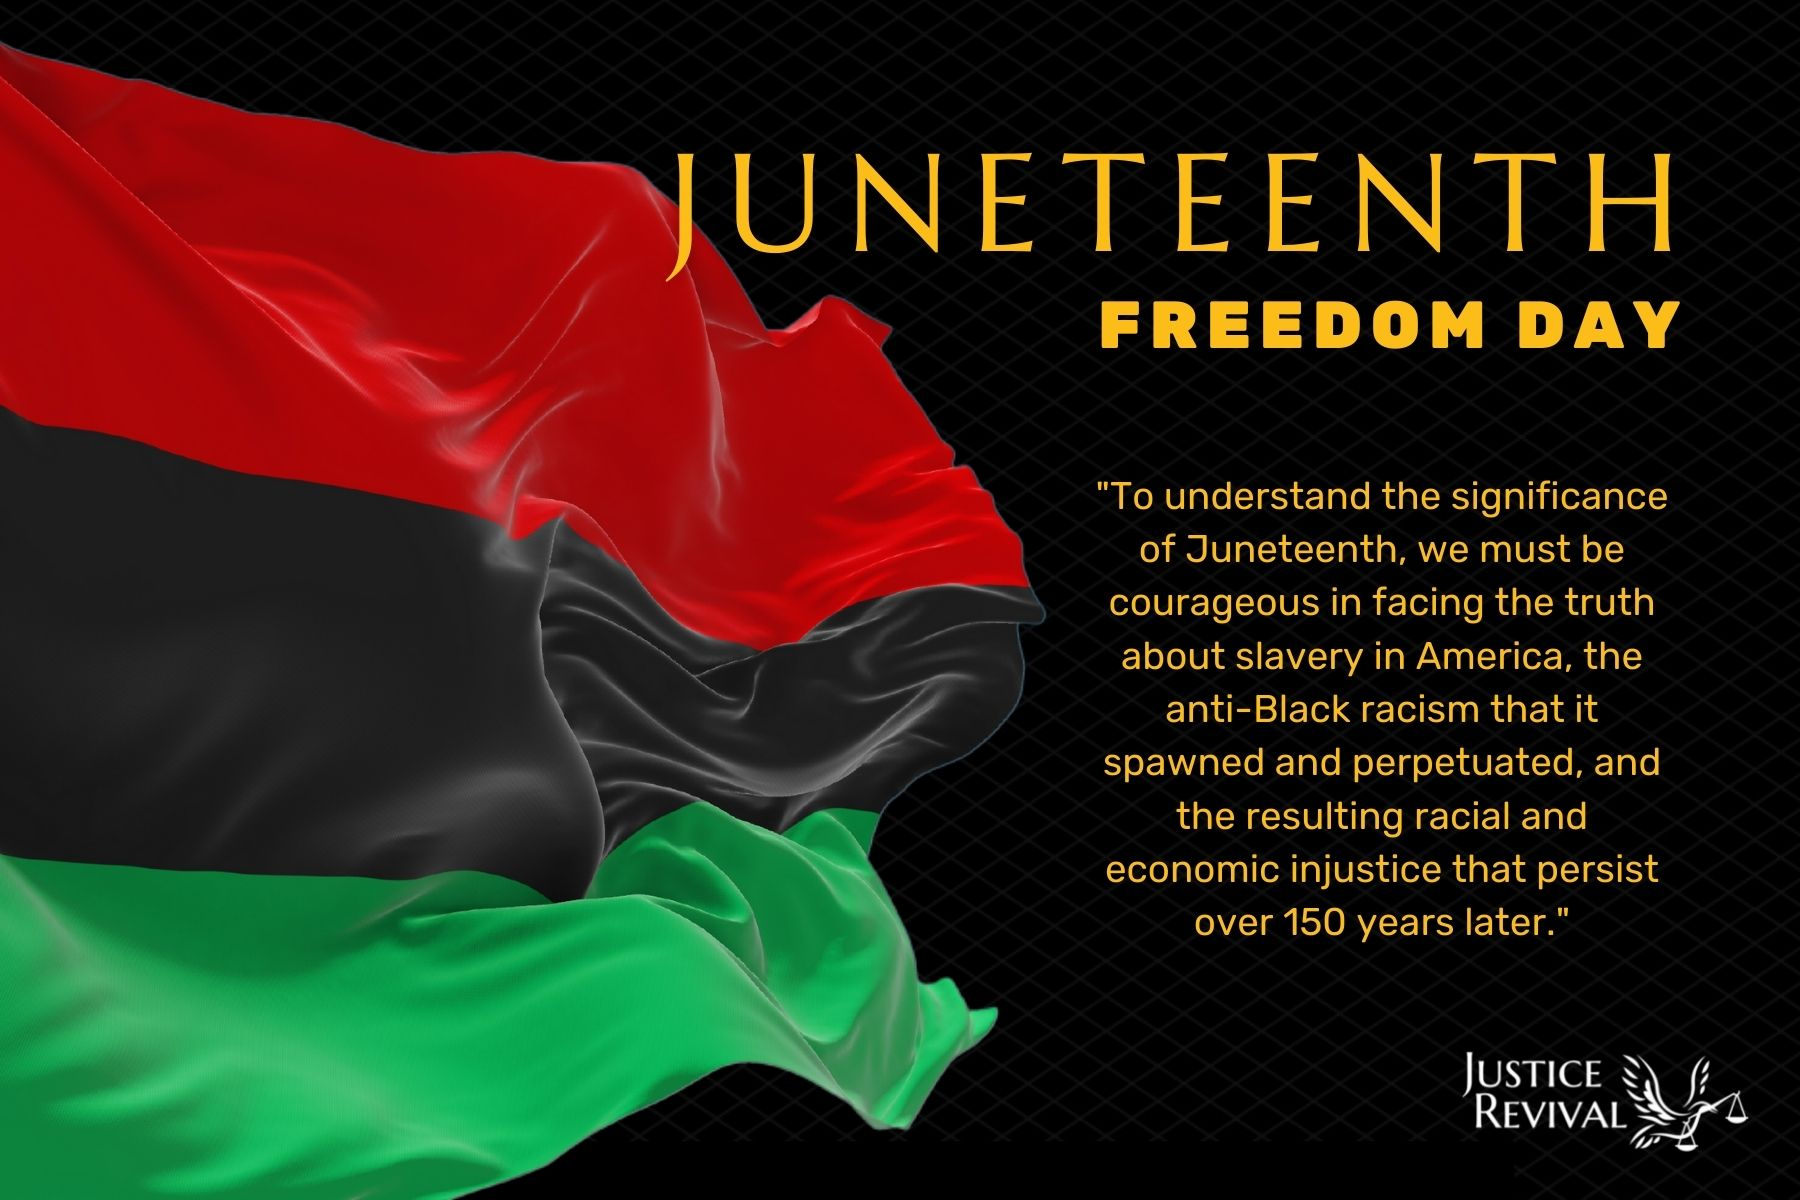 JUNETEENTH
FREEDOM DAY
"To understand the significance
of Juneteenth, we must be
courageous in facing the truth
about slavery in America, the
anti-Black racism that it
spawned and perpetuated, and
the resulting racial and
economic injustice that persist
over 150 years later."
JUSTICE
REVIVAL